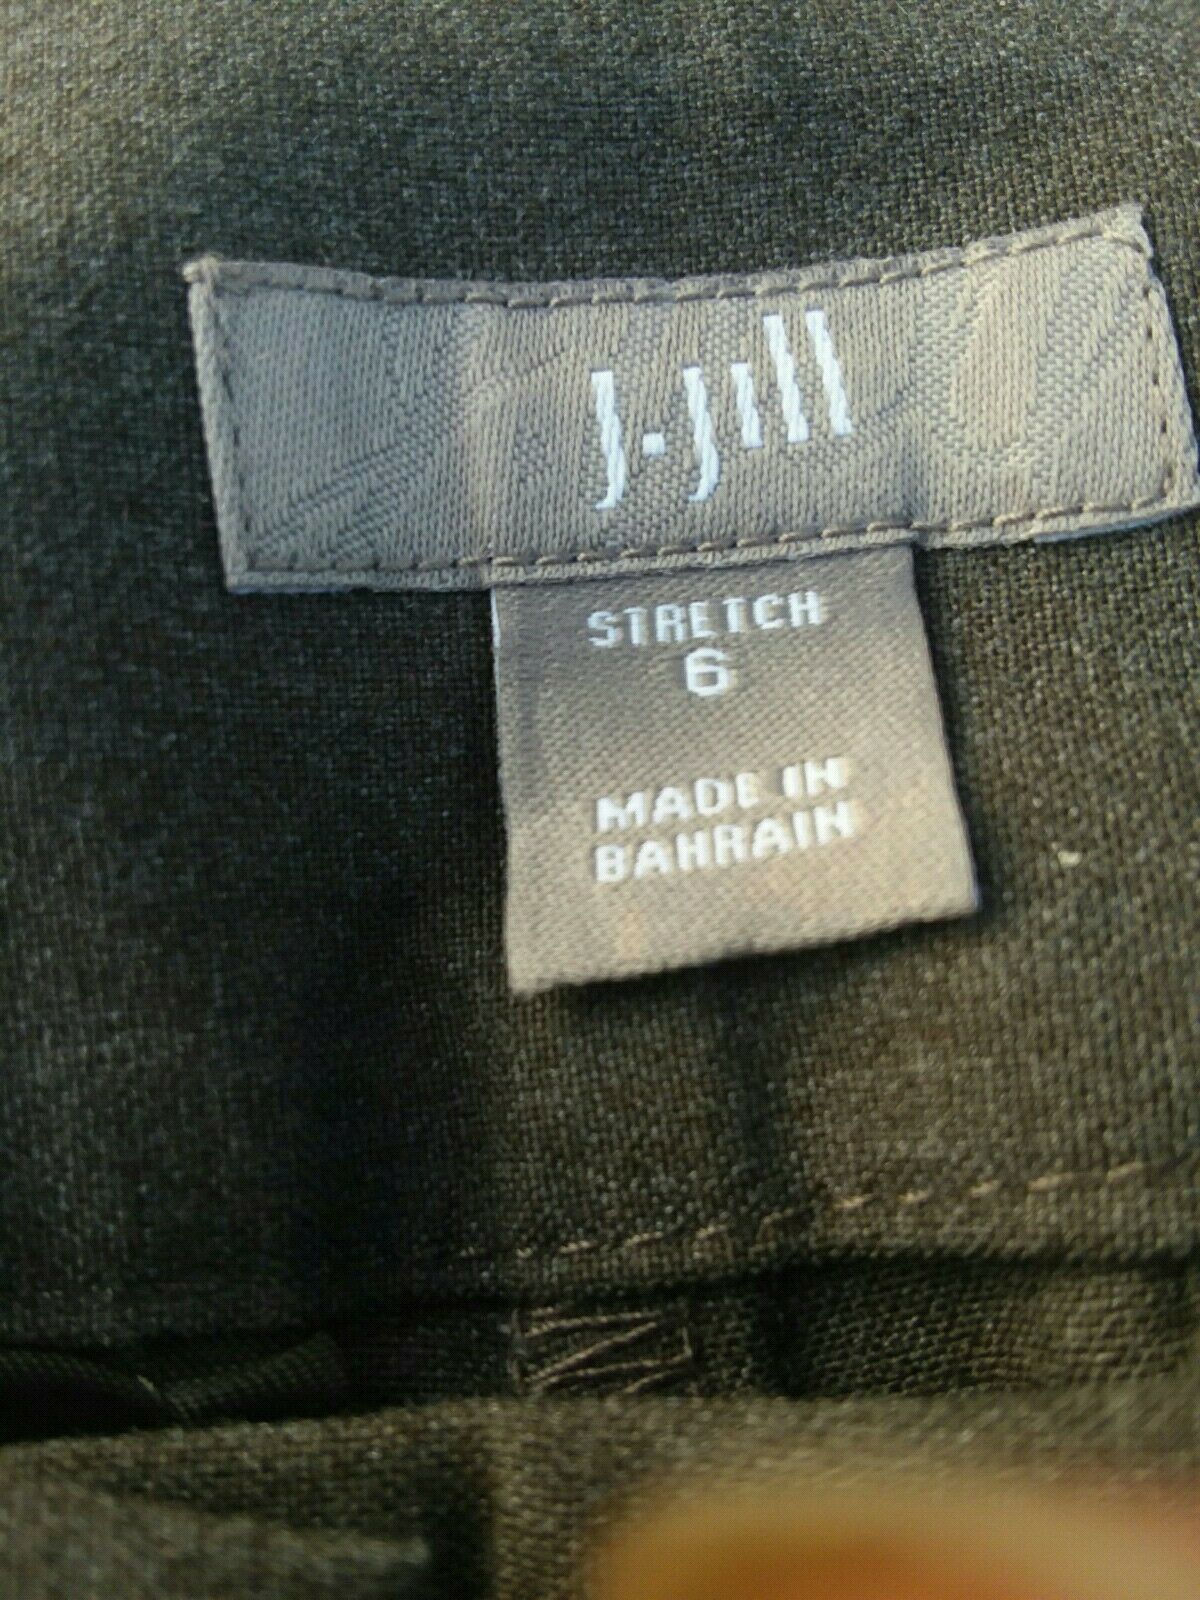 J.Jill
STRETCH
6
MADE IN
BAHRAIN